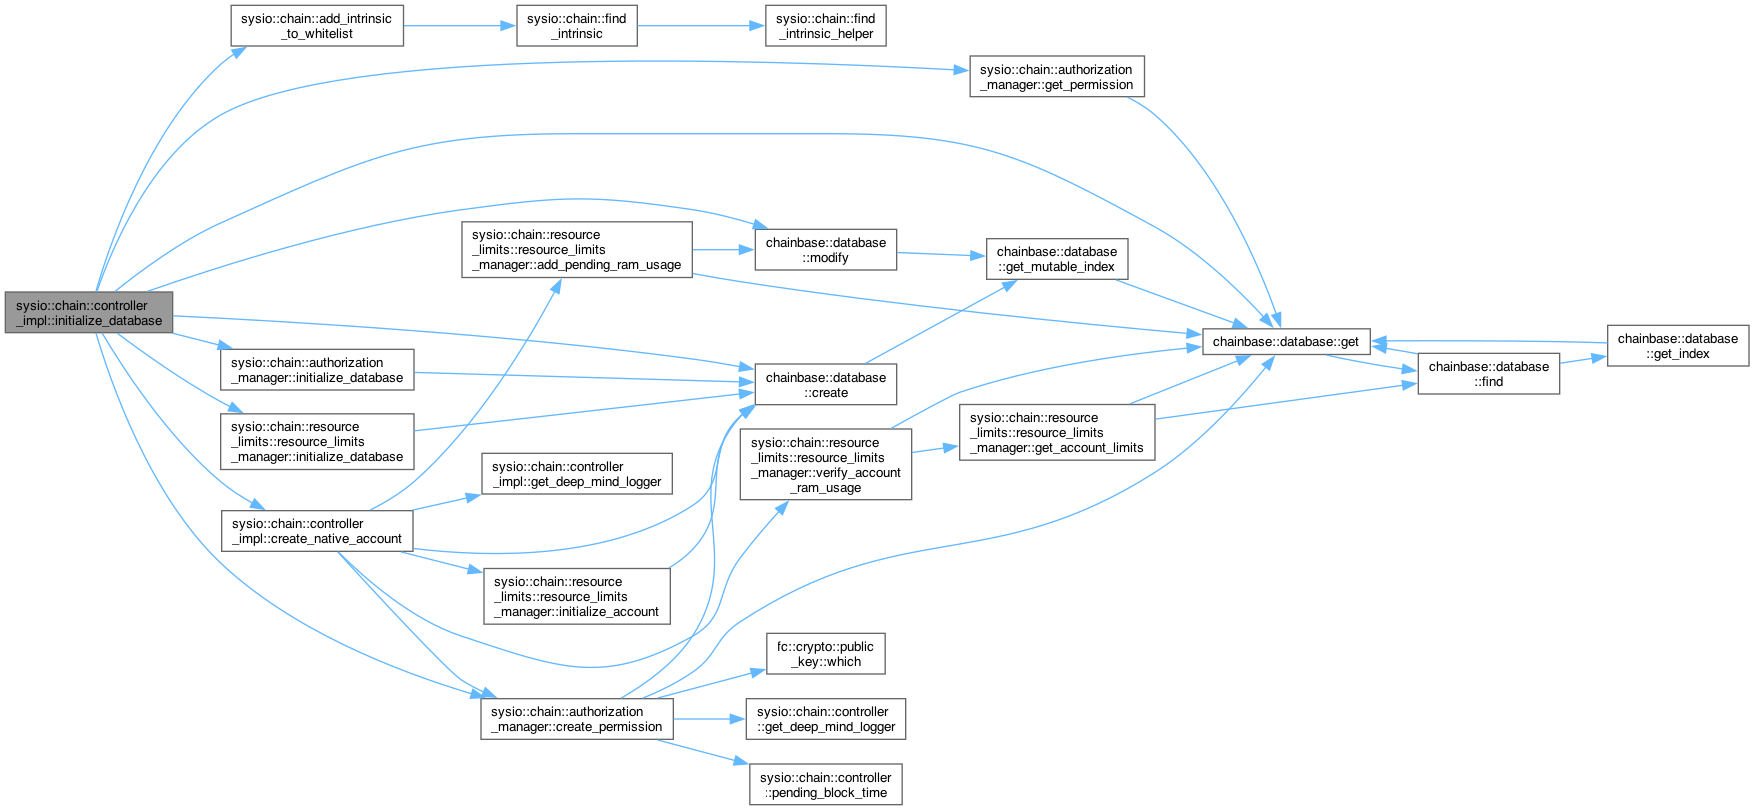 sysio::chain::controller
_impl::initialize_database
sysio::chain::add_intrinsic
_to_whitelist
sysio::chain::find
_intrinsic
sysio::chain::find
_intrinsic_helper
sysio::chain::authorization
_manager::get_permission
sysio::chain::resource
_limits::resource_limits
_manager::add_pending_ram_usage
chainbase::database
::modify
chainbase::database
::get_mutable_index
chainbase::database::get
chainbase::database
::get_index
chainbase::database
::find
sysio::chain::authorization
_manager::initialize_database
chainbase::database
::create
sysio::chain::resource
_limits::resource_limits
_manager::initialize_database
sysio::chain::resource
_limits::resource_limits
_manager::get_account_limits
sysio::chain::resource
_limits::resource_limits
_manager::verify_account
_ram_usage
sysio::chain::controller
_impl::get_deep_mind_logger
sysio::chain::controller
_impl::create_native_account
sysio::chain::resource
_limits::resource_limits
_manager::initialize_account
fc::crypto::public
_key::which
sysio::chain::authorization
_manager::create_permission
sysio::chain::controller
::get_deep_mind_logger
sysio::chain::controller
::pending_block_time